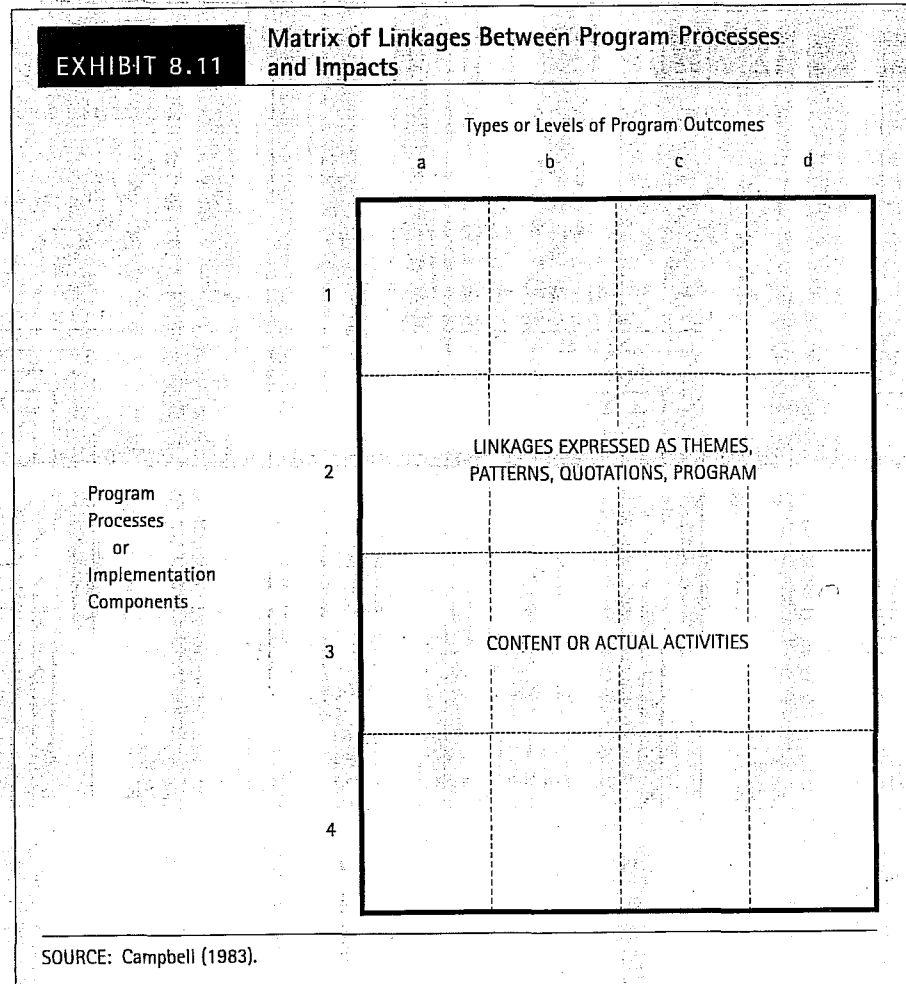 EXHIBIT 8.11
Matrix of Linkages Between Program Processes
and Impacts
Types or Levels of Program Outcomes
a b c d
1
2
LINKAGES EXPRESSED AS THEMES,
PATTERNS, QUOTATIONS, PROGRAM
Program
Processes
or
Implementation
Components
3
CONTENT OR ACTUAL ACTIVITIES
4
SOURCE: Campbell (1983).